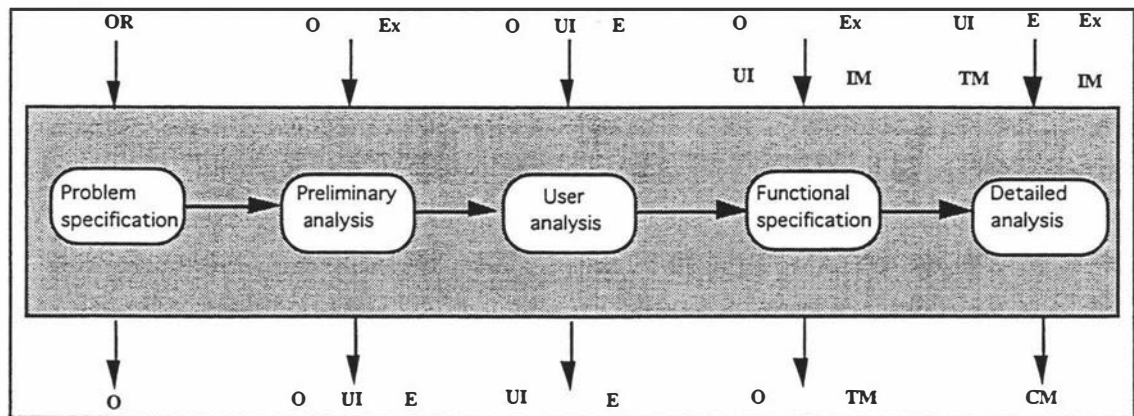 OR O Ex O UI E O Ex UI E Ex
UI IM TM IM
Problem
specification
Preliminary
analysis
User
analysis
Functional
specification
Detailed
analysis
O O UI E UI E O TM CM